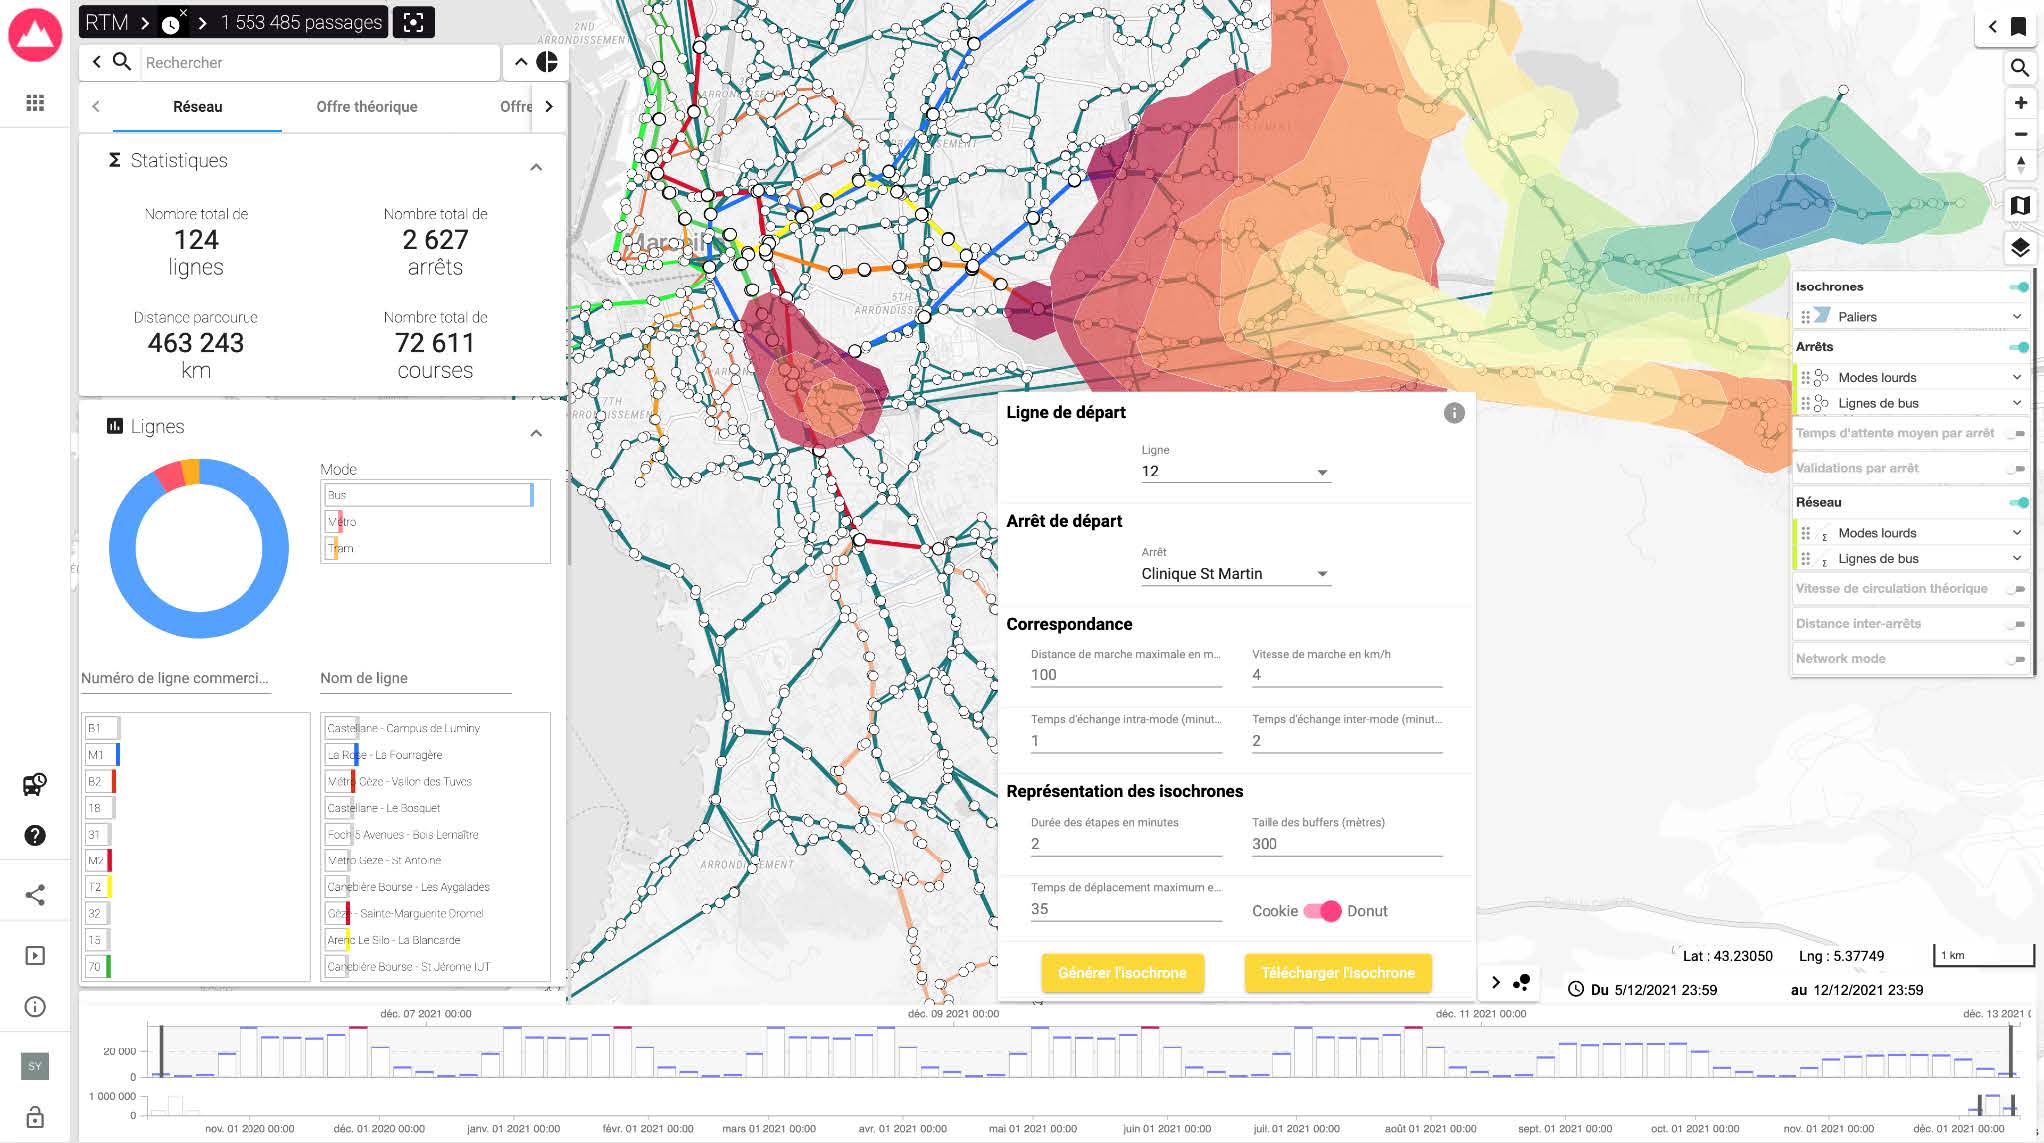 RTM
1 553 485 passages
Rechercher
Réseau
Offre théorique
Offre
Statistiques
Nombre total de
124
lignes
Nombre total de
2 627
arrêts
Distance parcourue
463 243
km
Nombre total de
72 611
courses
Lignes
Mode
Bus
Métro
Tram
Numéro de ligne commerci...
Nom de ligne
B1
M1
B2
18
31
M2
T2
32
15
70
Castellane - Campus de Luminy
La Rose - La Fourragère
Métro Gèze - Vallon des Tuves
Castellane - Le Bosquet
Foch 5 Avenues - Bois Lemaître
Métro Gèze - St Antoine
Canebière Bourse - Les Aygalades
Gèze - Sainte-Marguerite Dromel
Arenc Le Silo - La Blancarde
Canebière Bourse - St Jérome IUT
SY
2ND
ARRONDISSEMENT
5TH
ARRONDISSEMENT
7TH
ARRONDISSEMENT
Ligne de départ
Ligne
12
Arrêt de départ
Arrêt
Clinique St Martin
Correspondance
Distance de marche maximale en m...
100
Vitesse de marche en km/h
4
Temps d'échange intra-mode (minut...
1
Temps d'échange inter-mode (minut...
2
Représentation des isochrones
Durée des étapes en minutes
2
Taille des buffers (mètres)
300
Temps de déplacement maximum e...
35
Cookie
Donut
Générer l'isochrone
Télécharger l'isochrone
Isochrones
Paliers
Arrêts
Modes lourds
Lignes de bus
Temps d'attente moyen par arrêt
Validations par arrêt
Réseau
Modes lourds
Lignes de bus
Vitesse de circulation théorique
Distance inter-arrêts
Network mode
Lat : 43.23050
Lng : 5.37749
1 km
Du 5/12/2021 23:59
au 12/12/2021 23:59
déc. 07 2021 00:00
déc. 09 2021 00:00
déc. 11 2021 00:00
déc. 13 2021
20 000
0
1 000 000
0
nov. 01 2020 00:00
déc. 01 2020 00:00
janv. 01 2021 00:00
févr. 01 2021 00:00
mars 01 2021 00:00
avr. 01 2021 00:00
mai 01 2021 00:00
juin 01 2021 00:00
juil. 01 2021 00:00
août 01 2021 00:00
sept. 01 2021 00:00
oct. 01 2021 00:00
nov. 01 2021 00:00
déc. 01 2021 00:00